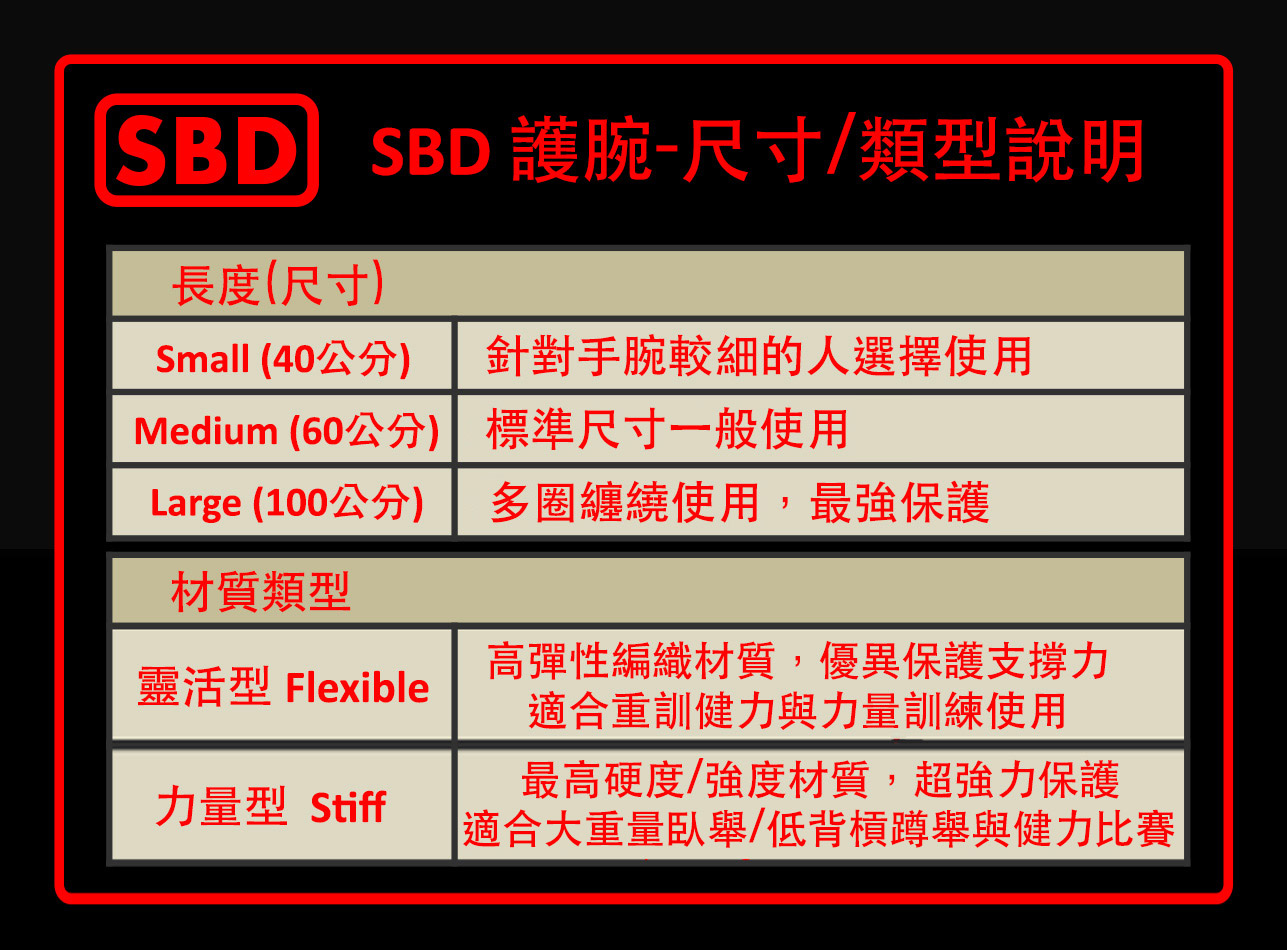 SBD
SBD 護腕-尺寸/類型說明
長度(尺寸)
Small (40公分)
針對手腕較細的人選擇使用
Medium (60公分)
標準尺寸一般使用
Large (100公分)
多圈纏繞使用，最強保護
材質類型
靈活型 Flexible
高彈性編織材質，優異保護支撐力
適合重訓健力與力量訓練使用
力量型 Stiff
最高硬度/強度材質，超強力保護
適合大重量臥舉/低背槓蹲舉與健力比賽